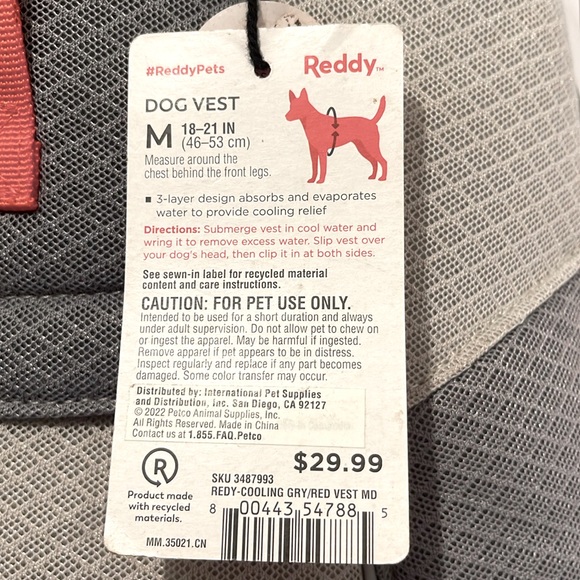 #ReddyPets
Reddy™
DOG VEST
M 18–21 IN
(46–53 cm)
Measure around the
chest behind the front legs.
▪ 3-layer design absorbs and evaporates
water to provide cooling relief
Directions: Submerge vest in cool water and
wring it to remove excess water. Slip vest over
your dog's head, then clip it in at both sides.
See sewn-in label for recycled material
content and care instructions.
CAUTION: FOR PET USE ONLY.
Intended to be used for a short duration and always
under adult supervision. Do not allow pet to chew on
or ingest the apparel. May be harmful if ingested.
Remove apparel if pet appears to be in distress.
Inspect regularly and replace if any part becomes
damaged. Some color transfer may occur.
Distributed by: International Pet Supplies
and Distribution, Inc. San Diego, CA 92127
© 2022 Petco Animal Supplies, Inc.
All Rights Reserved. Made in China
Contact us at 1.855.FAQ.Petco
$29.99
R
Product made
with recycled
materials.
SKU 3487993
REDY-COOLING GRY/RED VEST MD
8 00443 54788 5
MM.35021.CN